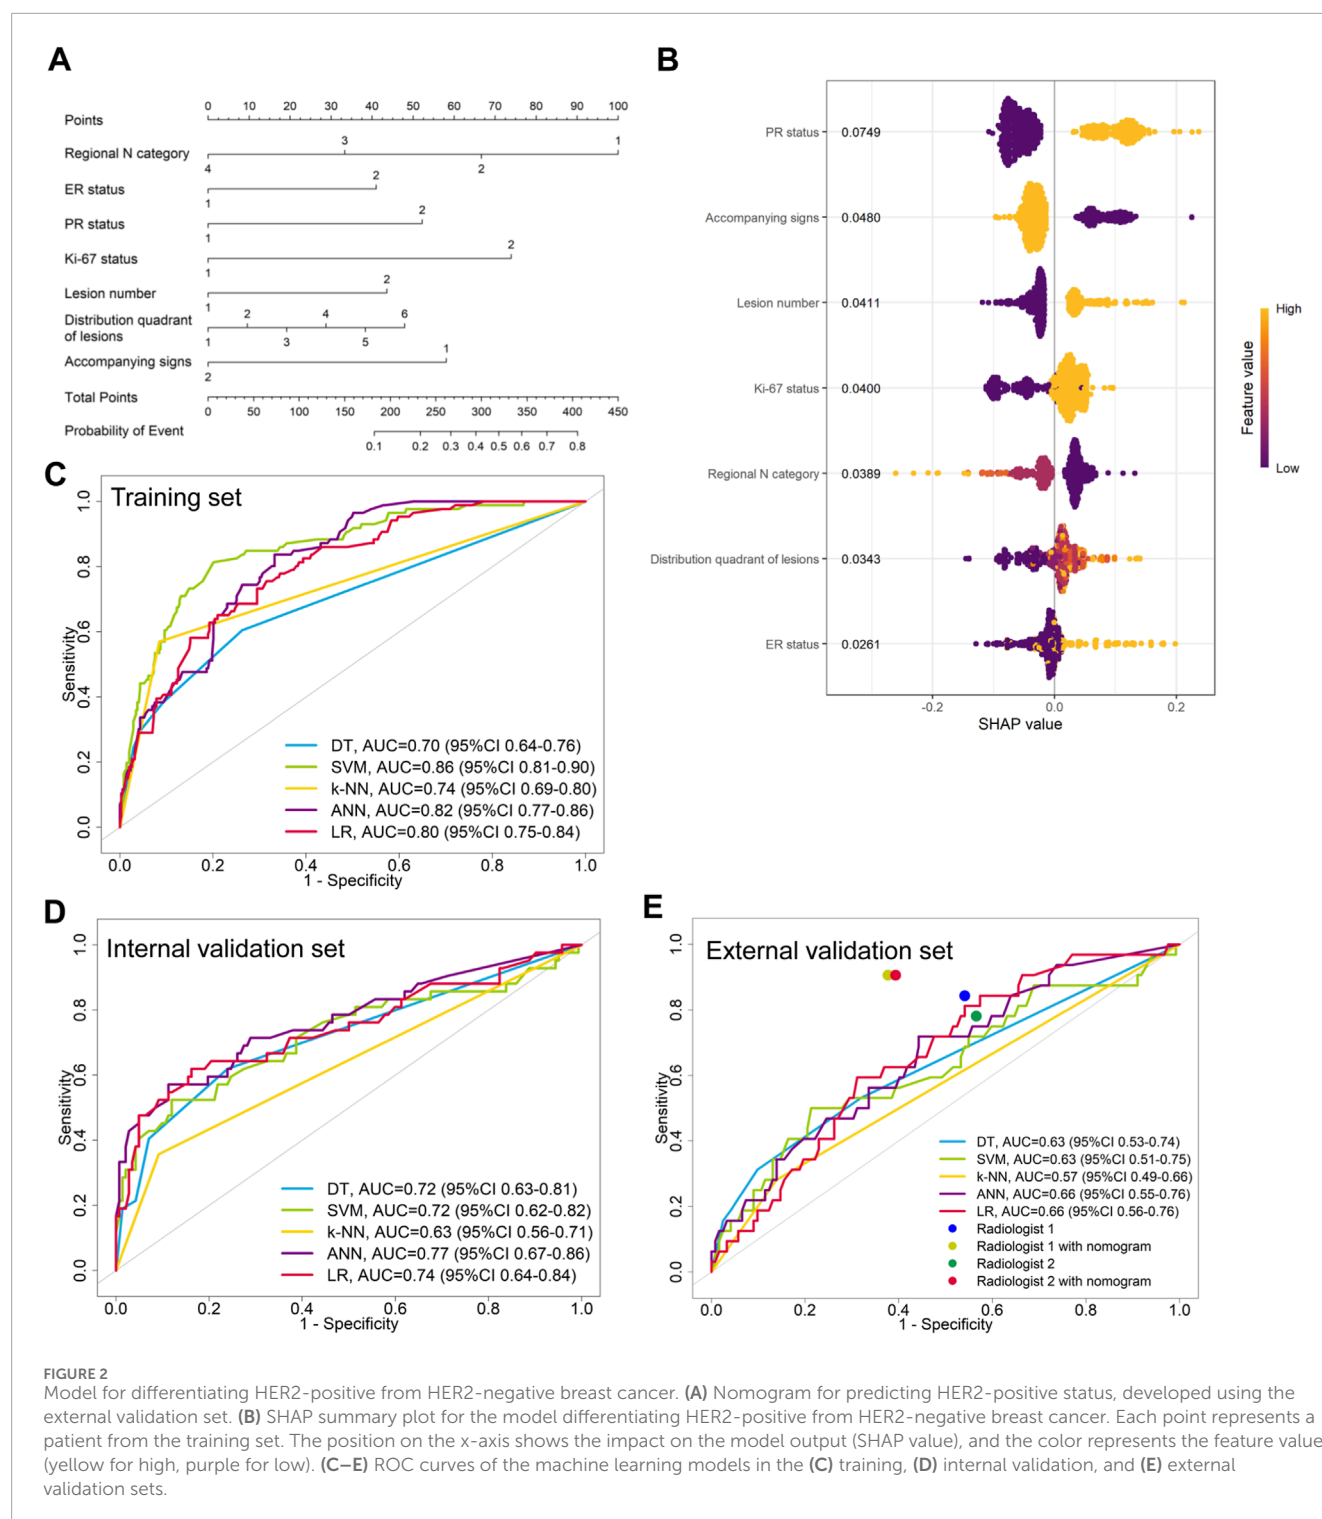 A
Points
0 10 20 30 40 50 60 70 80 90 100
Regional N category
4 3 2 1
ER status
1 2
PR status
1 2
Ki-67 status
1 2
Lesion number
1 2
Distribution quadrant
of lesions
1 2 3 4 5 6
Accompanying signs
2 1
Total Points
0 50 100 150 200 250 300 350 400 450
Probability of Event
0.1 0.2 0.3 0.4 0.5 0.6 0.7 0.8
B
PR status 0.0749
Accompanying signs 0.0480
Lesion number 0.0411
Ki-67 status 0.0400
Regional N category 0.0389
Distribution quadrant of lesions 0.0343
ER status 0.0261
-0.2 0.0 0.2
SHAP value
High
Feature value
Low
C
Training set
Sensitivity
0.0 0.2 0.4 0.6 0.8 1.0
DT, AUC=0.70 (95%CI 0.64-0.76)
SVM, AUC=0.86 (95%CI 0.81-0.90)
k-NN, AUC=0.74 (95%CI 0.69-0.80)
ANN, AUC=0.82 (95%CI 0.77-0.86)
LR, AUC=0.80 (95%CI 0.75-0.84)
0.0 0.2 0.4 0.6 0.8 1.0
1 - Specificity
D
Internal validation set
Sensitivity
0.0 0.2 0.4 0.6 0.8 1.0
DT, AUC=0.72 (95%CI 0.63-0.81)
SVM, AUC=0.72 (95%CI 0.62-0.82)
k-NN, AUC=0.63 (95%CI 0.56-0.71)
ANN, AUC=0.77 (95%CI 0.67-0.86)
LR, AUC=0.74 (95%CI 0.64-0.84)
0.0 0.2 0.4 0.6 0.8 1.0
1 - Specificity
E
External validation set
Sensitivity
0.0 0.2 0.4 0.6 0.8 1.0
DT, AUC=0.63 (95%CI 0.53-0.74)
SVM, AUC=0.63 (95%CI 0.51-0.75)
k-NN, AUC=0.57 (95%CI 0.49-0.66)
ANN, AUC=0.66 (95%CI 0.55-0.76)
LR, AUC=0.66 (95%CI 0.56-0.76)
Radiologist 1
Radiologist 1 with nomogram
Radiologist 2
Radiologist 2 with nomogram
0.0 0.2 0.4 0.6 0.8 1.0
1 - Specificity
FIGURE 2
Model for differentiating HER2-positive from HER2-negative breast cancer. (A) Nomogram for predicting HER2-positive status, developed using the
external validation set. (B) SHAP summary plot for the model differentiating HER2-positive from HER2-negative breast cancer. Each point represents a
patient from the training set. The position on the x-axis shows the impact on the model output (SHAP value), and the color represents the feature value
(yellow for high, purple for low). (C–E) ROC curves of the machine learning models in the (C) training, (D) internal validation, and (E) external
validation sets.